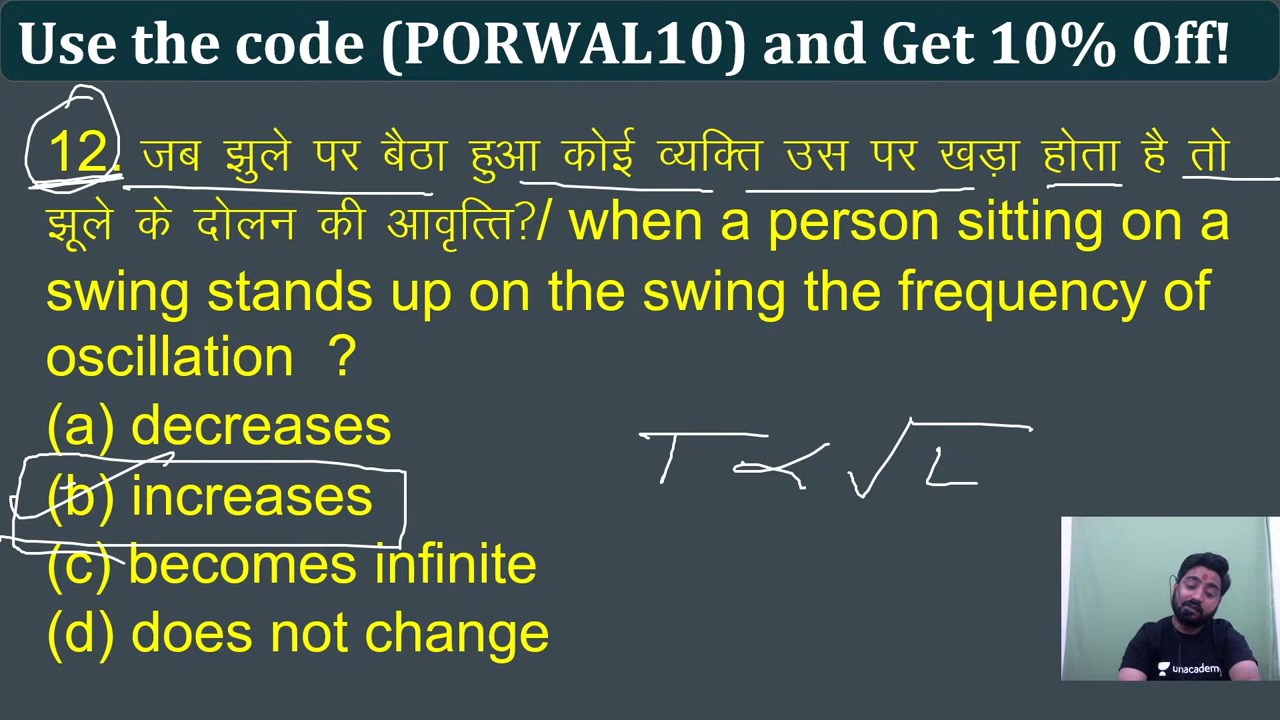 Use the code (PORWAL10) and Get 10% Off!
12. जब झुले पर बैठा हुआ कोई व्यक्ति उस पर खड़ा होता है तो
झूले के दोलन की आवृत्ति?/ when a person sitting on a
swing stands up on the swing the frequency of
oscillation ?
(a) decreases
(b) increases
T ∝ √L
(c) becomes infinite
(d) does not change
unacademy